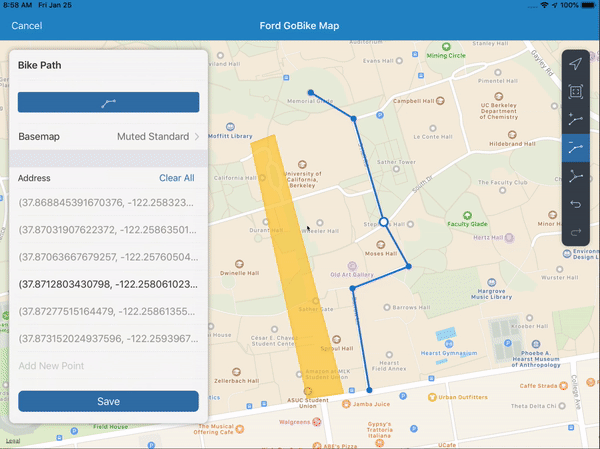 8:58 AM Fri Jan 25
100%
Cancel
Ford GoBike Map
Bike Path
Basemap
Muted Standard
Address
Clear All
(37.868845391670376, -122.258323...
(37.87031907622372, -122.25863501...
(37.87063667679257, -122.25760504...
(37.8712803430798, -122.258061023...
(37.87277515164479, -122.25861355...
(37.873152024937596, -122.2593967...
Add New Point
Save
Legal
Auditorium
Mining Circle
Stanley Hall
Gayley Rd
Evans Hall
Pimentel Hall
Memorial Glade
Campbell Hall
UC Berkeley
Department of
Chemistry
Moffitt Library
Le Conte Hall
Hildebrand Hall
California Hall
Sather Tower
University of
California,
Berkeley
South Dr
The Faculty Club
Durant Hall
Wheeler Hall
Faculty Glade
Hertz Hall
Moses Hall
Dwinelle Hall
Old Art Gallery
Wurster Hall
Hargrove
Music Library
Sather Gate
Barrows Hall
Kroeber Hall
Cesar E. Chavez
Student Center
Sproul Hall
Hearst
Field Annex
Hearst Gymnasium
Phoebe A.
Hearst Museum
of Anthropology
Zellerbach Hall
Amazon@ MLK
Student Union
ASUC Student
Union
Jamba Juice
Urban Outfitters
Caffe Strada
College Ave
Theta Delta Chi
Field House
The Musical
Offering Cafe
Walgreens
Gypsy's
Trattoria
Italiana
ABE's Pizza
UCafe